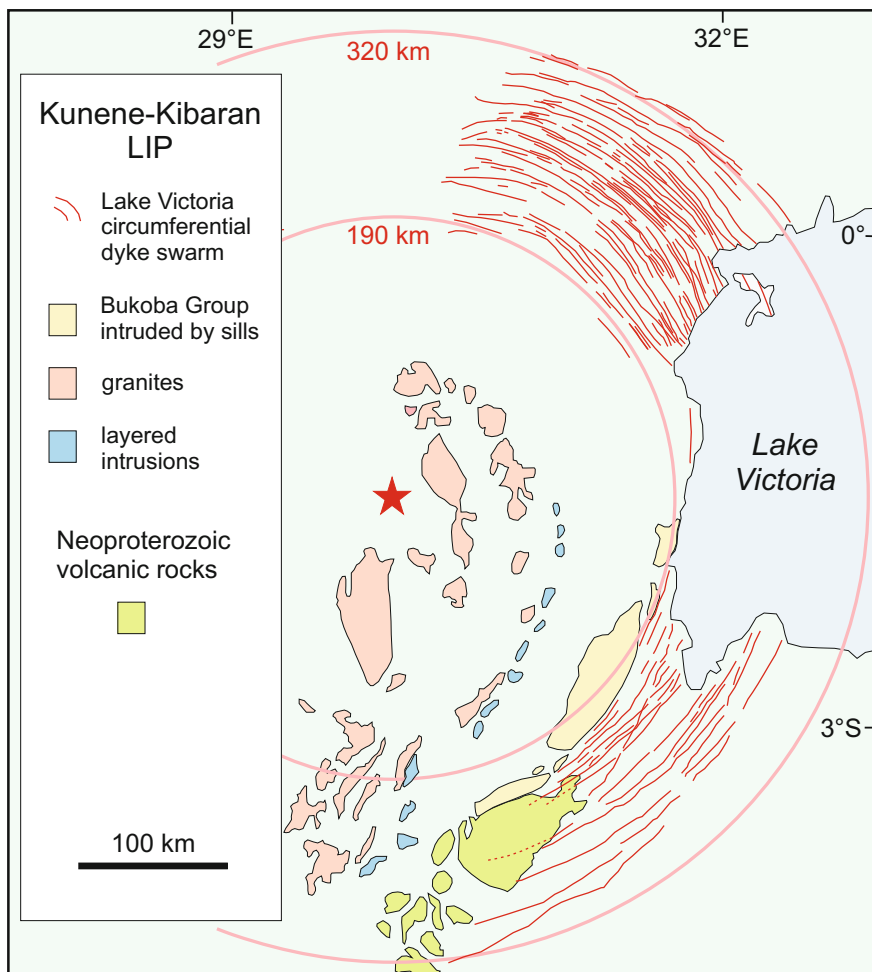 29°E
32°E
320 km
Kunene-Kibaran
LIP
Lake Victoria
circumferential
dyke swarm
190 km
0°
Bukoba Group
intruded by sills
granites
layered
intrusions
Lake
Victoria
Neoproterozoic
volcanic rocks
3°S
100 km